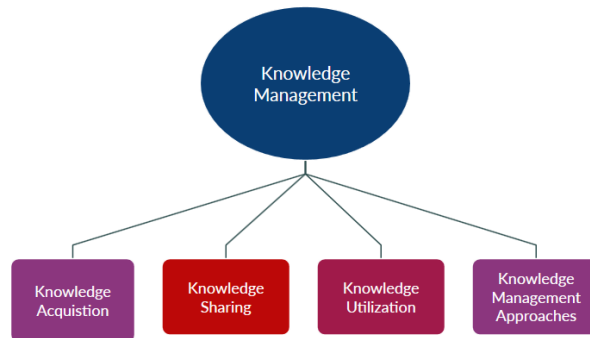 Knowledge
Management
Knowledge
Acquistion
Knowledge
Sharing
Knowledge
Utilization
Knowledge
Management
Approaches